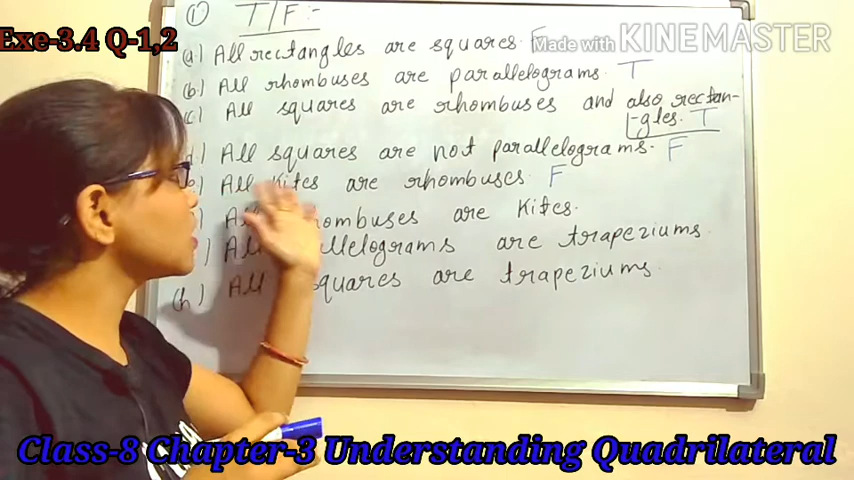 Exe-3.4 Q-1,2
Made with KINEMASTER
① T/F:-
(a) All rectangles are squares. F
(b) All rhombuses are parallelograms. T
(c) All squares are rhombuses and also rectan-
-gles. T
d) All squares are not parallelograms. F
e) All Kites are rhombuses. F
) All rhombuses are Kites.
) All are trapeziums.
(h) All squares are trapeziums.
Class-8 Chapter-3 Understanding Quadrilateral